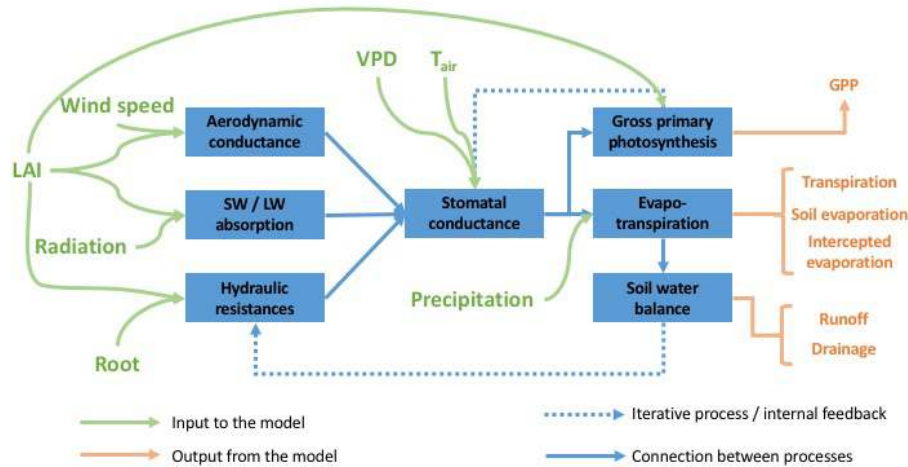 VPD
Tair
GPP
Wind speed
Aerodynamic
conductance
Gross primary
photosynthesis
LAI
SW / LW
absorption
Stomatal
conductance
Evapo-
transpiration
Transpiration
Soil evaporation
Intercepted
evaporation
Radiation
Hydraulic
resistances
Precipitation
Soil water
balance
Runoff
Drainage
Root
Input to the model
Iterative process / internal feedback
Output from the model
Connection between processes